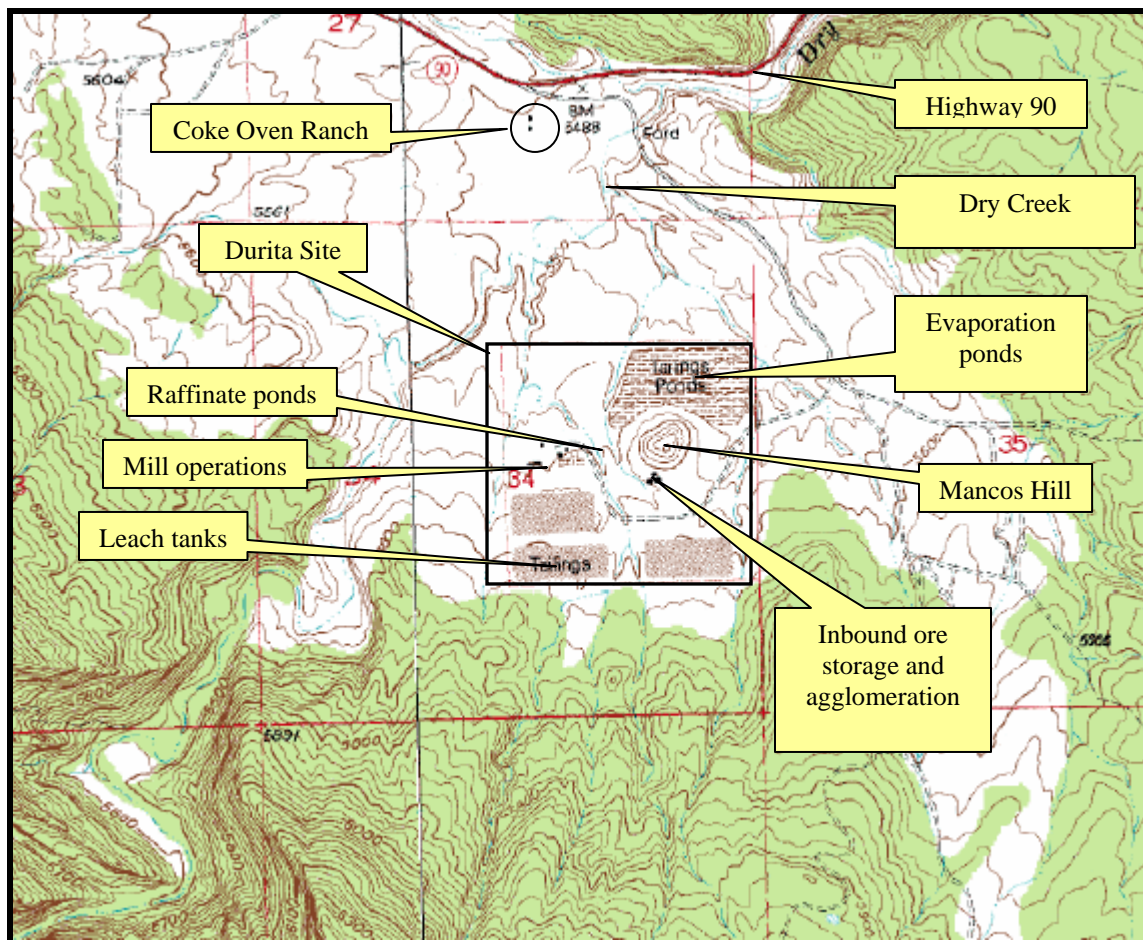 27
Dry
5604
90
BM
5488
Ford
Highway 90
Coke Oven Ranch
Dry Creek
5561
Durita Site
Evaporation
ponds
Tailings
Ponds
Raffinate ponds
Mill operations
34
35
3
Mancos Hill
Leach tanks
Tailings
Inbound ore
storage and
agglomeration
5891